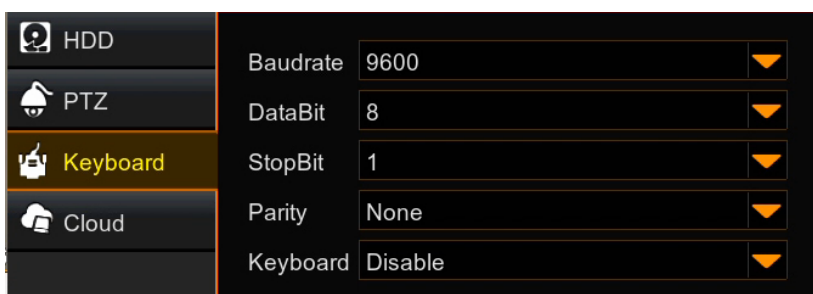 HDD
PTZ
Keyboard
Cloud
Baudrate 9600
DataBit 8
StopBit 1
Parity None
Keyboard Disable